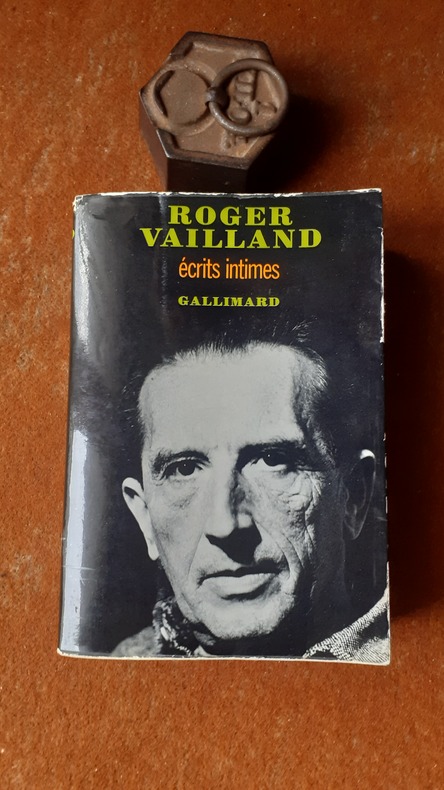 ROGER
VAILLAND
écrits intimes
GALLIMARD